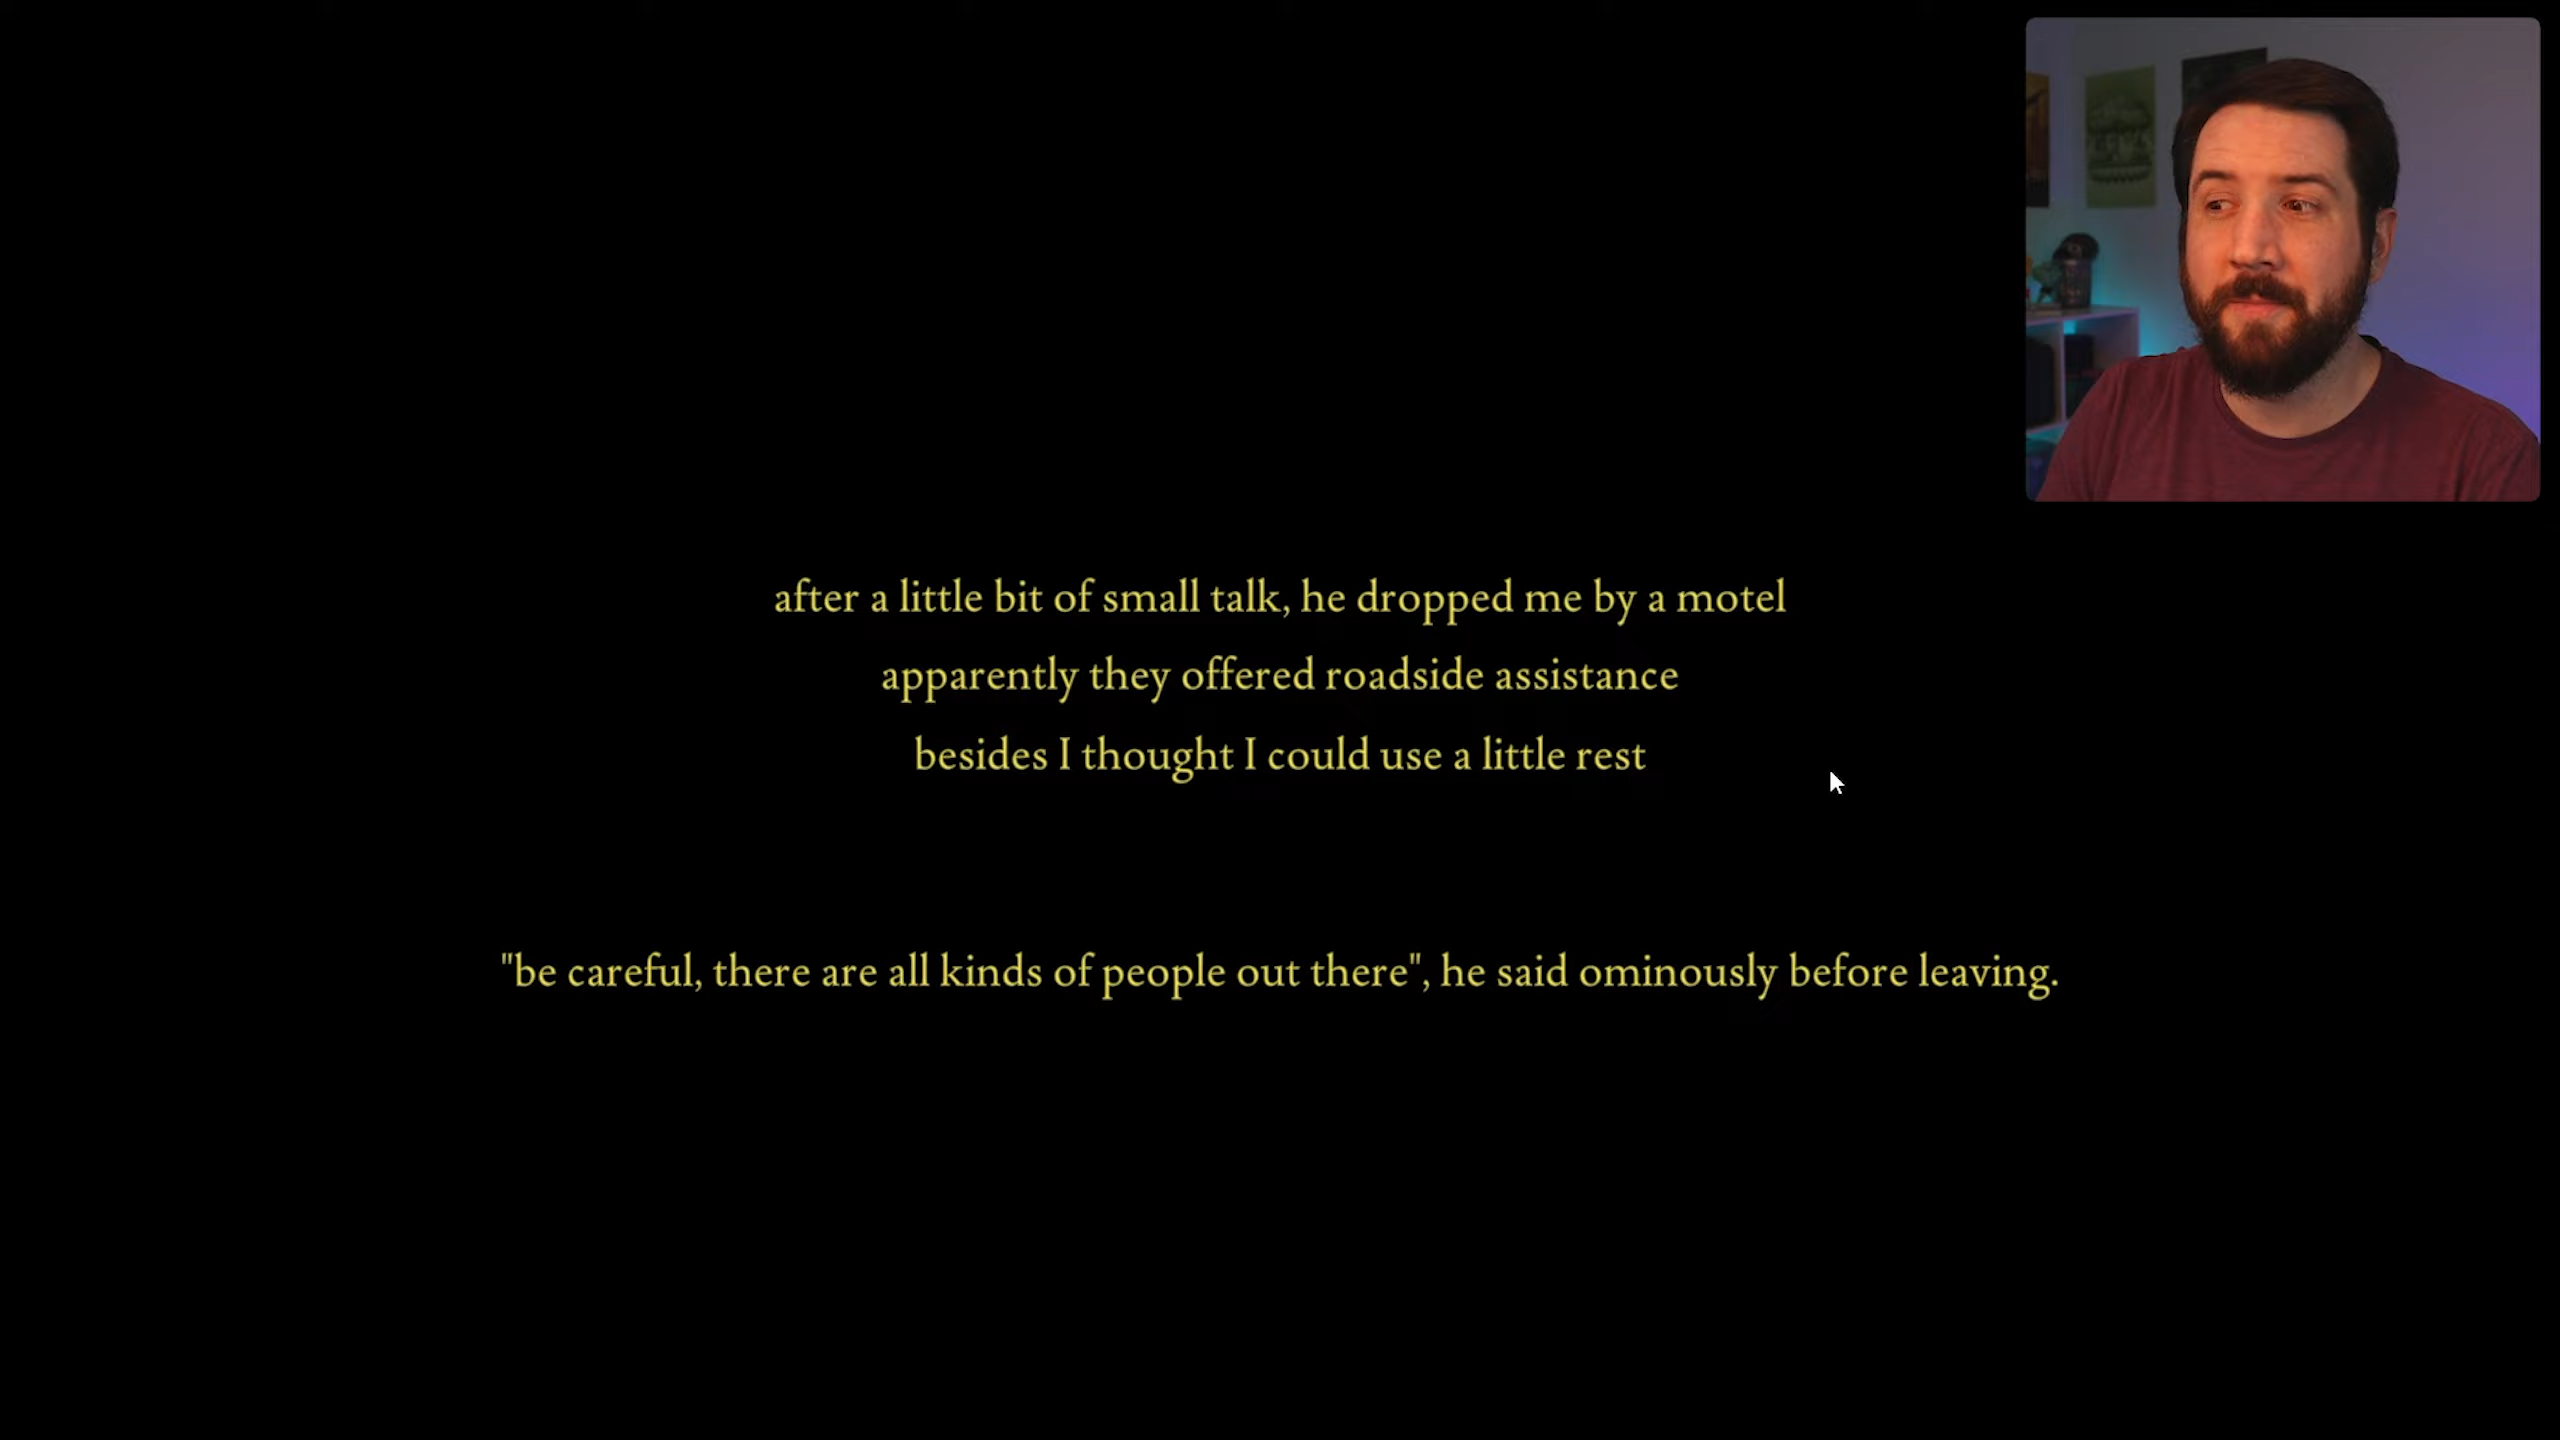 after a little bit of small talk, he dropped me by a motel
apparently they offered roadside assistance
besides I thought I could use a little rest
"be careful, there are all kinds of people out there", he said ominously before leaving.